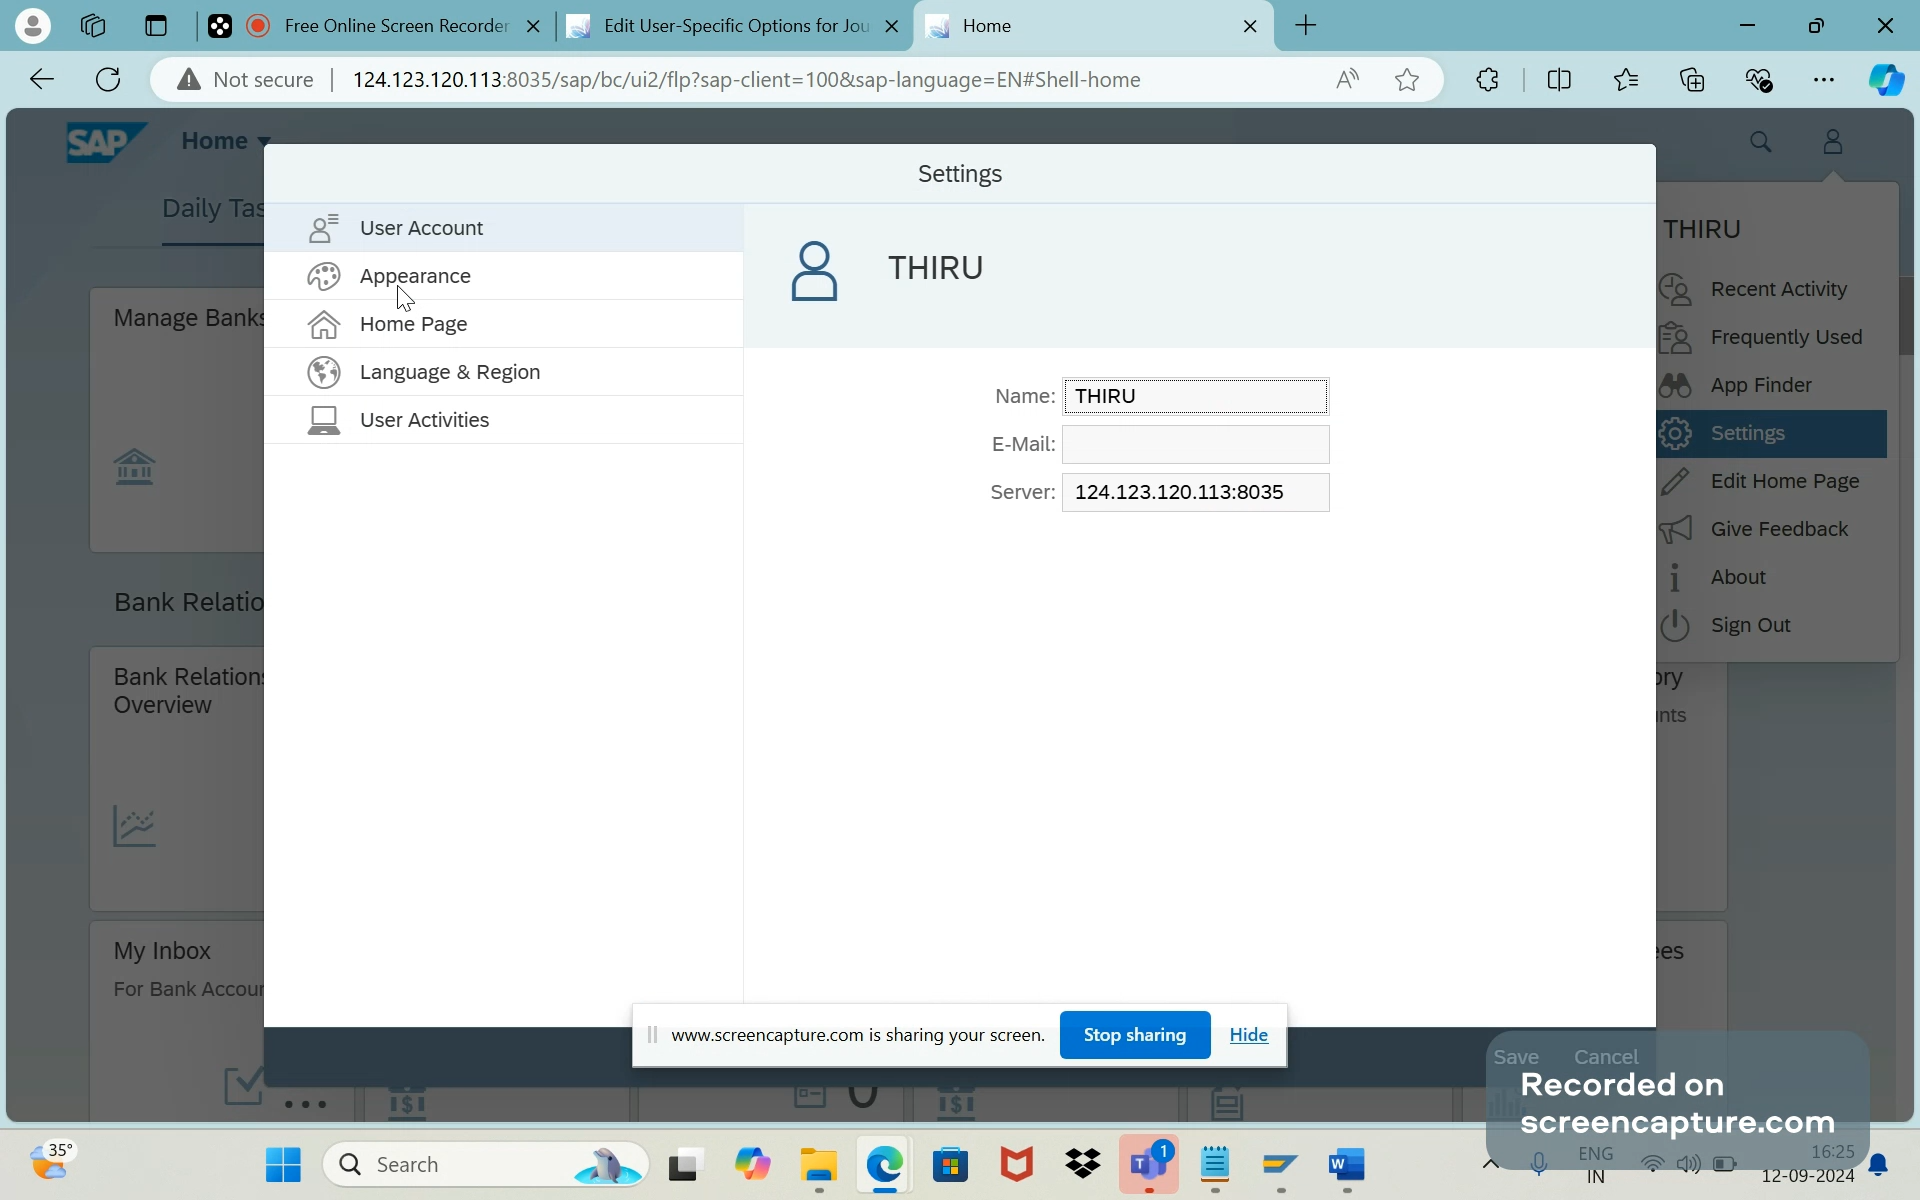 Free Online Screen Recorder
Edit User-Specific Options for Jou
Home
Not secure
124.123.120.113:8035/sap/bc/ui2/flp?sap-client=100&sap-language=EN#Shell-home
SAP
Home
Settings
Daily Tas
User Account
Appearance
Home Page
Language & Region
User Activities
THIRU
Name: THIRU
E-Mail:
Server: 124.123.120.113:8035
THIRU
Recent Activity
Frequently Used
App Finder
Settings
Edit Home Page
Give Feedback
About
Sign Out
Manage Banks
Bank Relatio
Bank Relations
Overview
ory
unts
My Inbox
For Bank Accoun
ees
www.screencapture.com is sharing your screen.
Stop sharing
Hide
Save
Cancel
Recorded on
screencapture.com
35°
Search
1
ENG
IN
16:25
12-09-2024